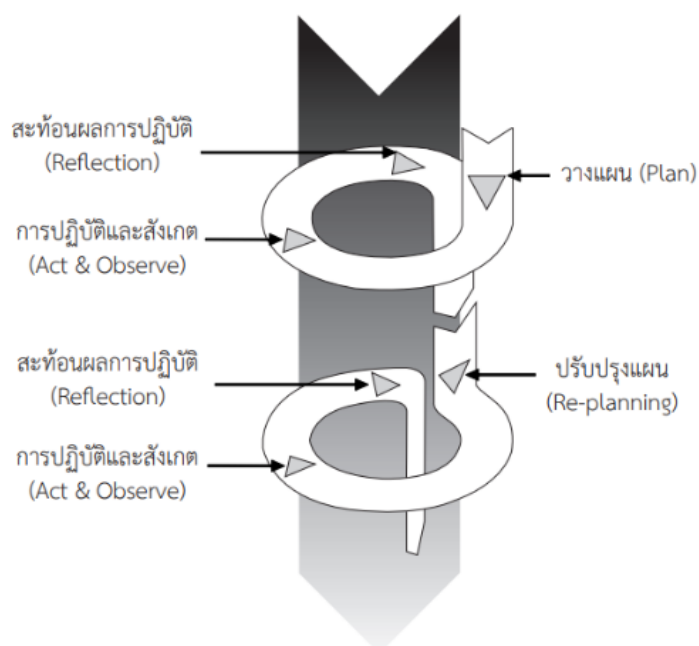 สะท้อนผลการปฏิบัติ
(Reflection)
วางแผน (Plan)
การปฏิบัติและสังเกต
(Act & Observe)
สะท้อนผลการปฏิบัติ
(Reflection)
ปรับปรุงแผน
(Re-planning)
การปฏิบัติและสังเกต
(Act & Observe)